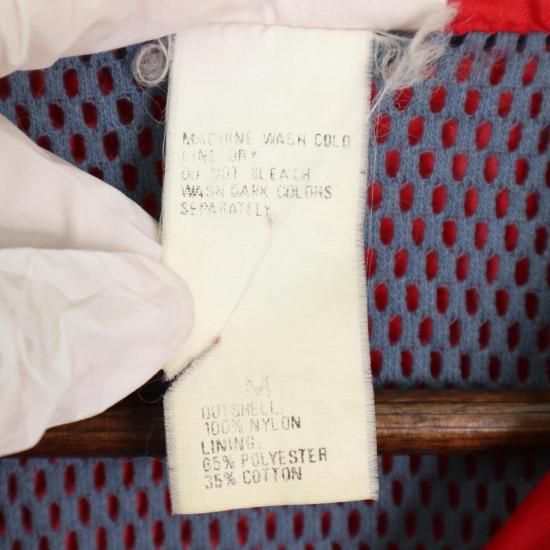 MACHINE WASH COLD
LINE DRY
DO NOT BLEACH
WASH DARK COLORS
SEPARATELY
M
OUTSHELL:
100% NYLON
LINING:
65% POLYESTER
35% COTTON